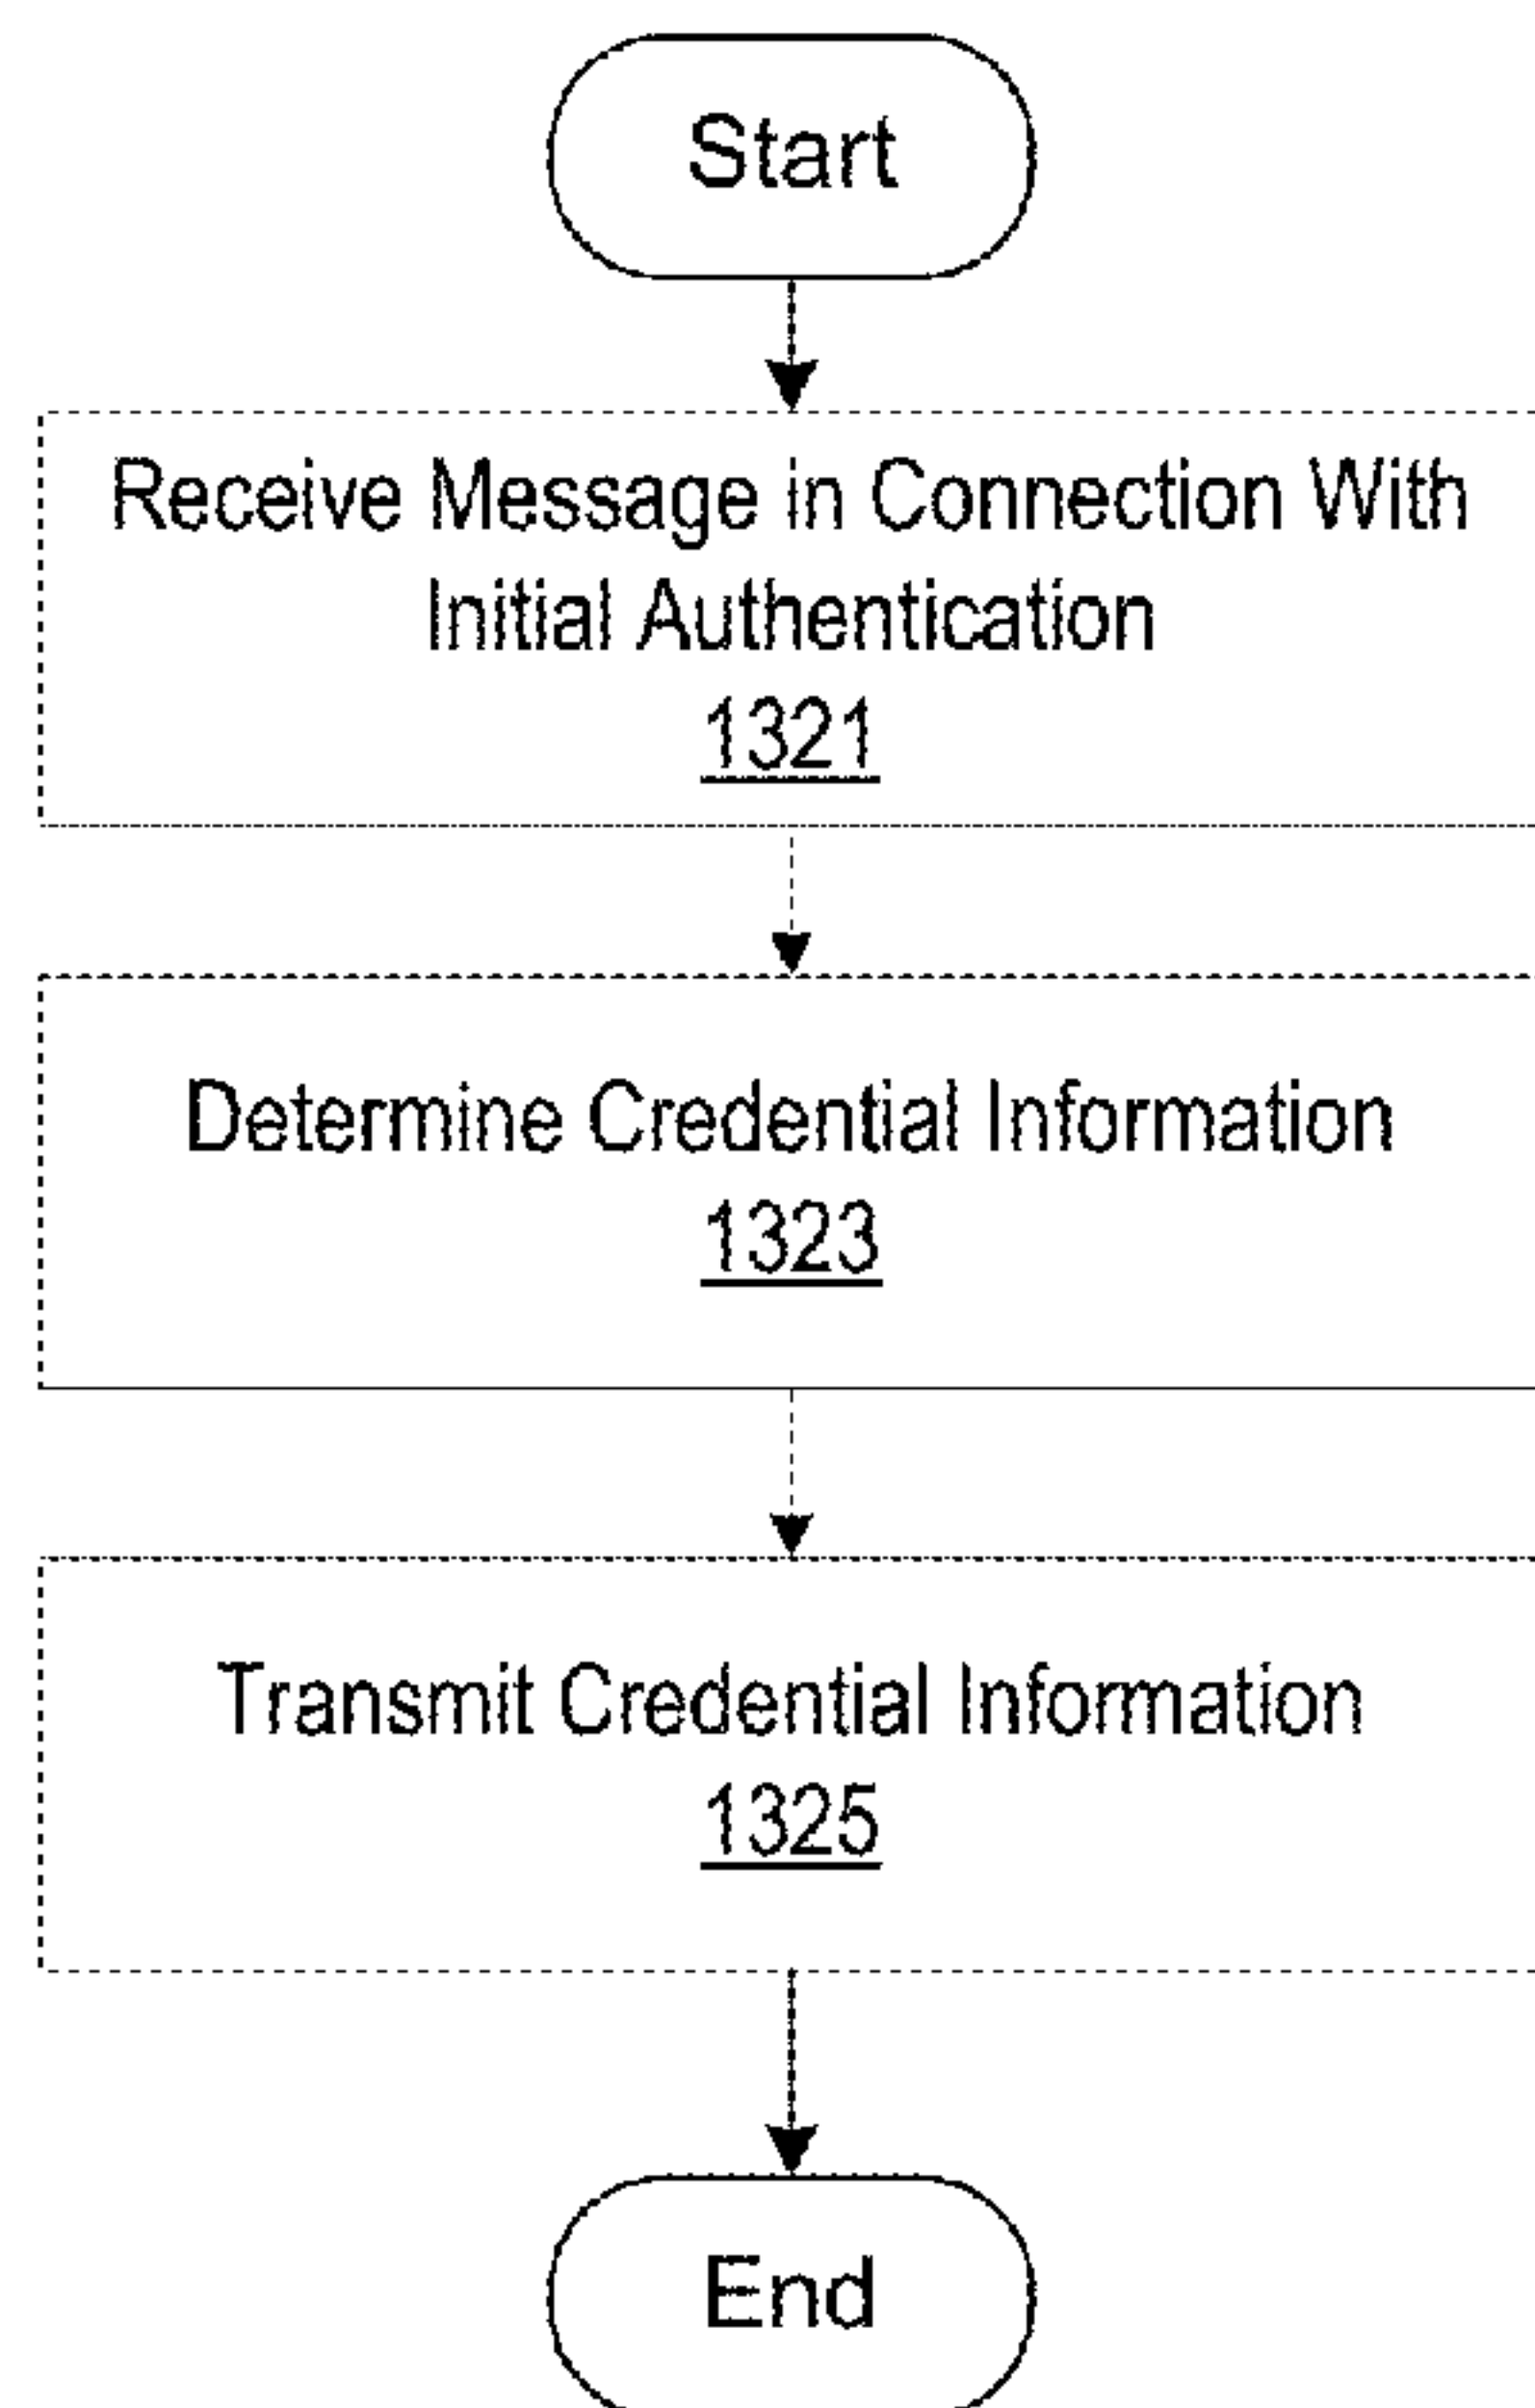 Start
Receive Message in Connection With
Initial Authentication
1321
Determine Credential Information
1323
Transmit Credential Information
1325
End